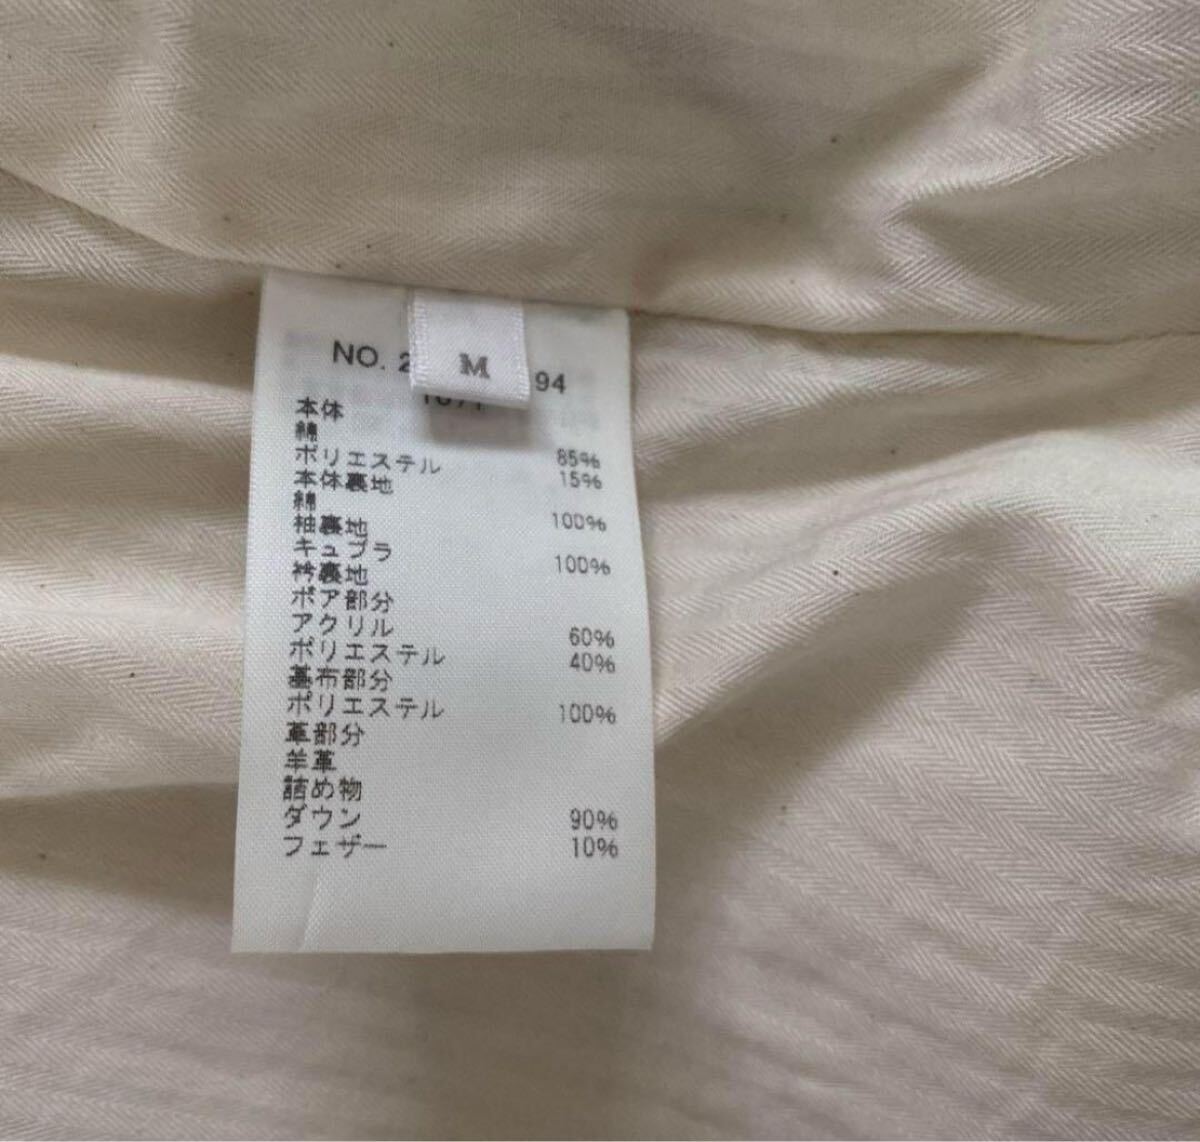 M
NO. 2 94
本体
綿 85%
ポリエステル 15%
本体裏地
綿 100%
袖裏地
キュプラ 100%
衿裏地
ボア部分
アクリル 60%
ポリエステル 40%
基布部分
ポリエステル 100%
革部分
羊革
詰め物
ダウン 90%
フェザー 10%